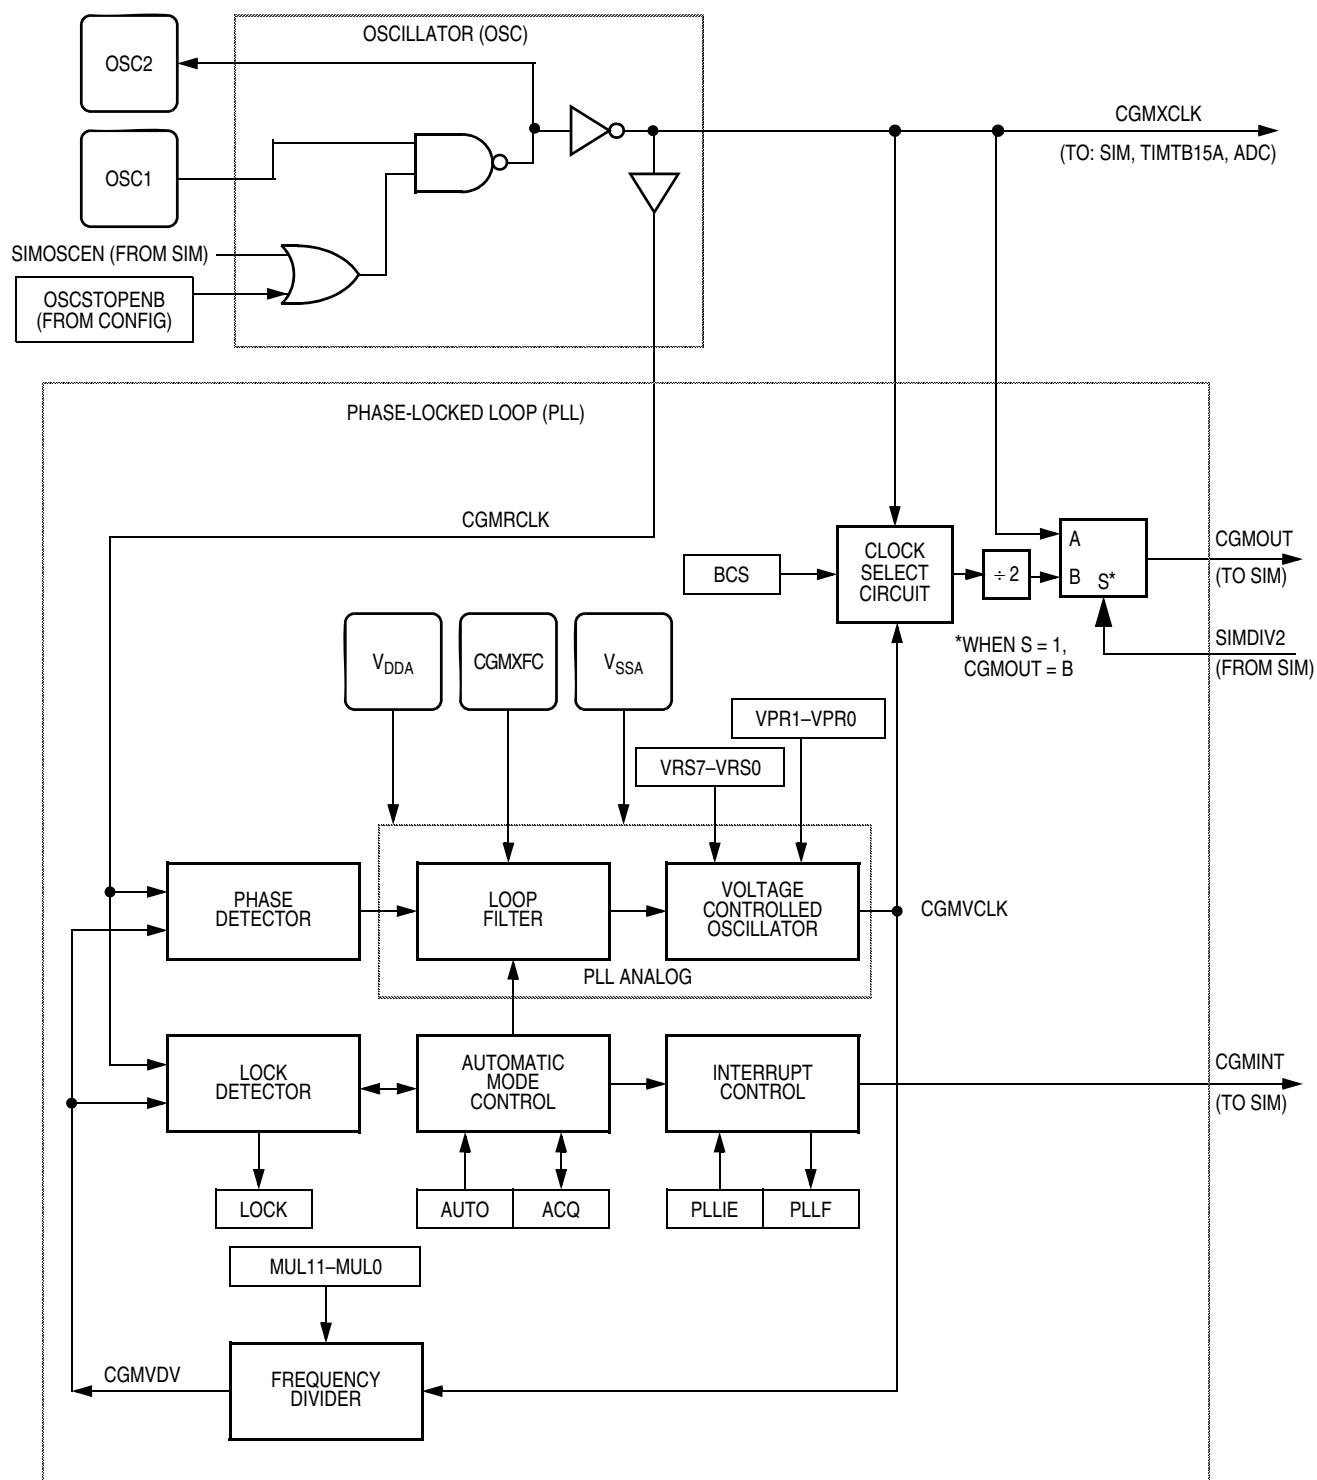 OSCILLATOR (OSC)
OSC2
OSC1
CGMXCLK
(TO: SIM, TIMTB15A, ADC)
SIMOSCEN (FROM SIM)
OSCSTOPENB
(FROM CONFIG)
PHASE-LOCKED LOOP (PLL)
CGMRCLK
BCS
CLOCK
SELECT
CIRCUIT
÷ 2
A
B
S*
CGMOUT
(TO SIM)
*WHEN S = 1,
CGMOUT = B
SIMDIV2
(FROM SIM)
VDDA
CGMXFC
VSSA
VPR1–VPR0
VRS7–VRS0
PHASE
DETECTOR
LOOP
FILTER
VOLTAGE
CONTROLLED
OSCILLATOR
CGMVCLK
PLL ANALOG
LOCK
DETECTOR
AUTOMATIC
MODE
CONTROL
INTERRUPT
CONTROL
CGMINT
(TO SIM)
LOCK
AUTO
ACQ
PLLIE
PLLF
MUL11–MUL0
CGMVDV
FREQUENCY
DIVIDER